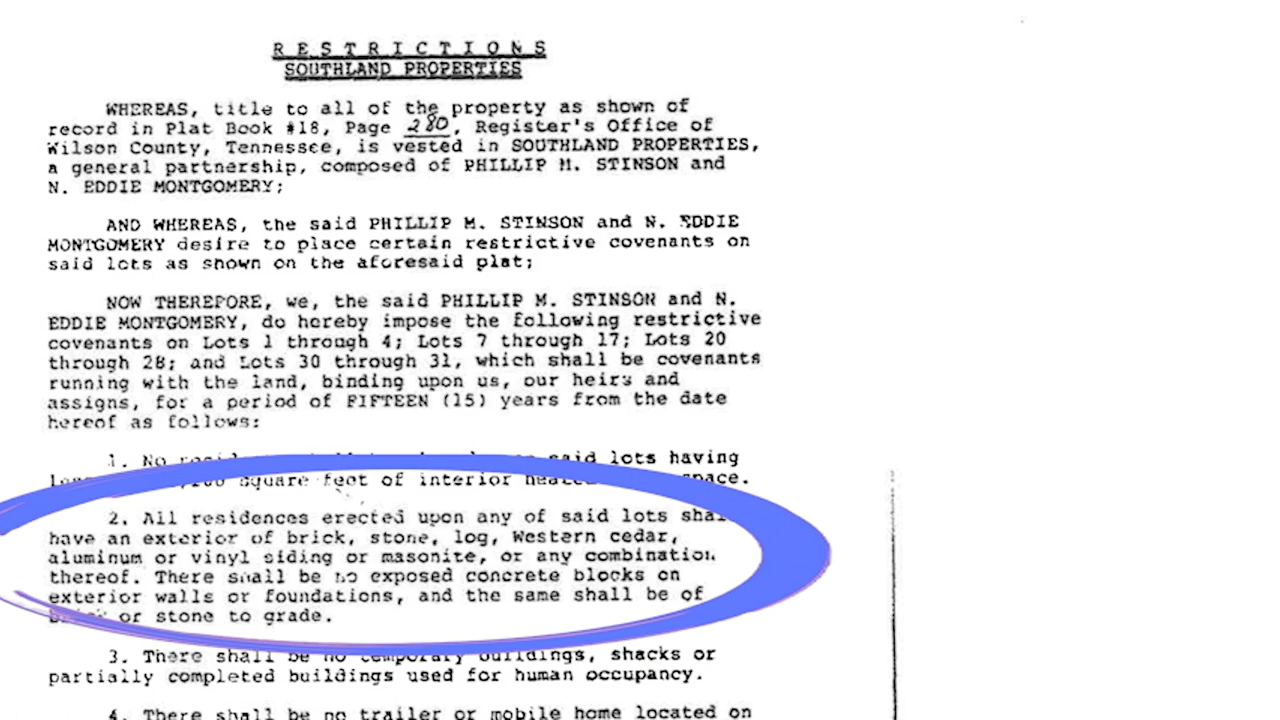 RESTRICTIONS
SOUTHLAND PROPERTIES
WHEREAS, title to all of the property as shown of
record in Plat Book #18, Page 280, Register's Office of
Wilson County, Tennessee, is vested in SOUTHLAND PROPERTIES,
a general partnership, composed of PHILLIP M. STINSON and
N. EDDIE MONTGOMERY;
AND WHEREAS, the said PHILLIP M. STINSON and N. EDDIE
MONTGOMERY desire to place certain restrictive covenants on
said lots as shown on the aforesaid plat;
NOW THEREFORE, we, the said PHILLIP M. STINSON and N.
EDDIE MONTGOMERY, do hereby impose the following restrictive
covenants on Lots 1 through 4; Lots 7 through 17; Lots 20
through 28; and Lots 30 through 31, which shall be covenants
running with the land, binding upon us, our heirs and
assigns, for a period of FIFTEEN (15) years from the date
hereof as follows:
1. No said lots having
square feet of interior space.
2. All residences erected upon any of said lots shall
have an exterior of brick, stone, log, Western cedar,
aluminum or vinyl siding or masonite, or any combination
thereof. There shall be no exposed concrete blocks on
exterior walls or foundations, and the same shall be of
or stone to grade.
3. There shall be no temporary buildings, shacks or
partially completed buildings used for human occupancy.
4. There shall be no trailer or mobile home located on